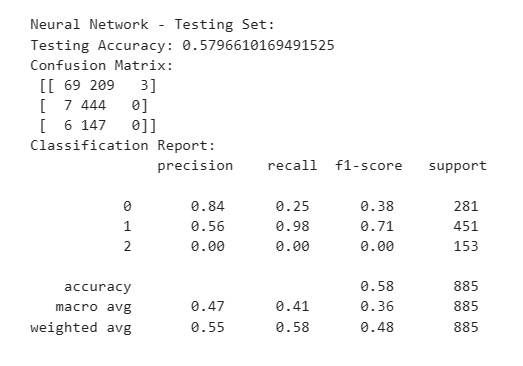 Neural Network - Testing Set:
Testing Accuracy: 0.5796610169491525
Confusion Matrix:
[[ 69 209   3]
 [  7 444   0]
 [  6 147   0]]
Classification Report:
              precision    recall  f1-score   support

           0       0.84      0.25      0.38       281
           1       0.56      0.98      0.71       451
           2       0.00      0.00      0.00       153

    accuracy                           0.58       885
   macro avg       0.47      0.41      0.36       885
weighted avg       0.55      0.58      0.48       885